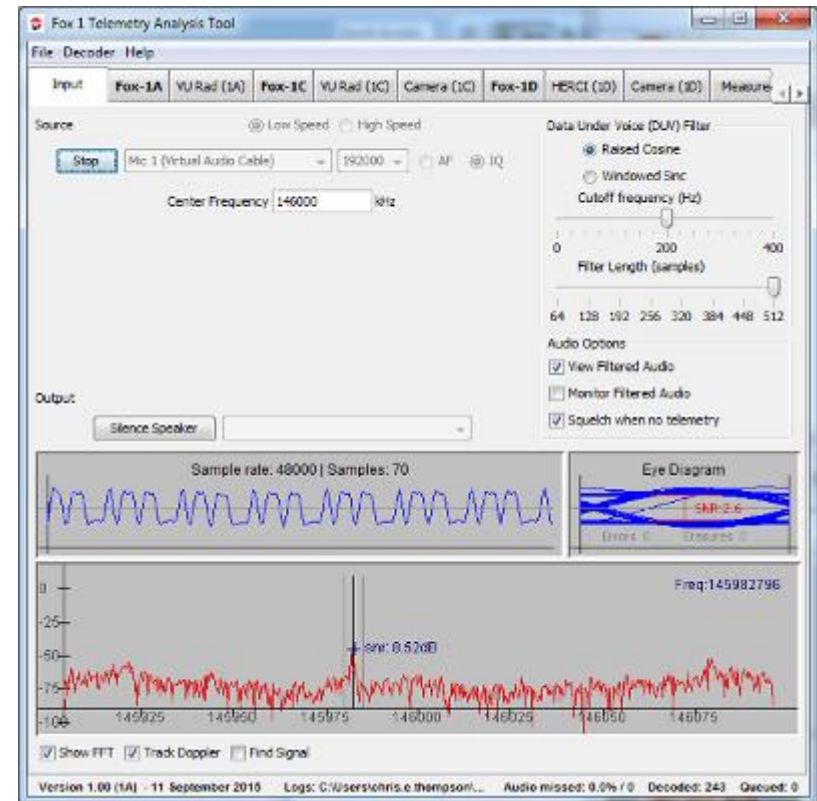 Fox 1 Telemetry Analysis Tool
File Decoder Help
Input Fox-1A VU Rad (1A) Fox-1C VU Rad (1C) Camera (1C) Fox-1D HERCI (1D) Camera (1D) Measure
Source Low Speed High Speed
Stop Mic 1 (Virtual Audio Cable) 192000 AF IQ
Center Frequency 146000 kHz
Data Under Voice (DUV) Filter
Raised Cosine
Windowed Sinc
Cutoff frequency (Hz)
0 200 400
Filter Length (samples)
64 128 192 256 320 384 448 512
Audio Options
View Filtered Audio
Monitor Filtered Audio
Squelch when no telemetry
Output
Silence Speaker
Sample rate: 48000 | Samples: 70
Eye Diagram
SNR:2.6
Errors 0 Erasures 0
Freq:145982796
snr: 8.52dB
0
-25
-50
-75
-100
145925 145950 145975 146000 146025 146050 146075
Show FFT Track Doppler Find Signal
Version 1.00 (1A) - 11 September 2015 Logs: C:\Users\chris.e.thompson\... Audio missed: 0.0% / 0 Decoded: 243 Queued: 0